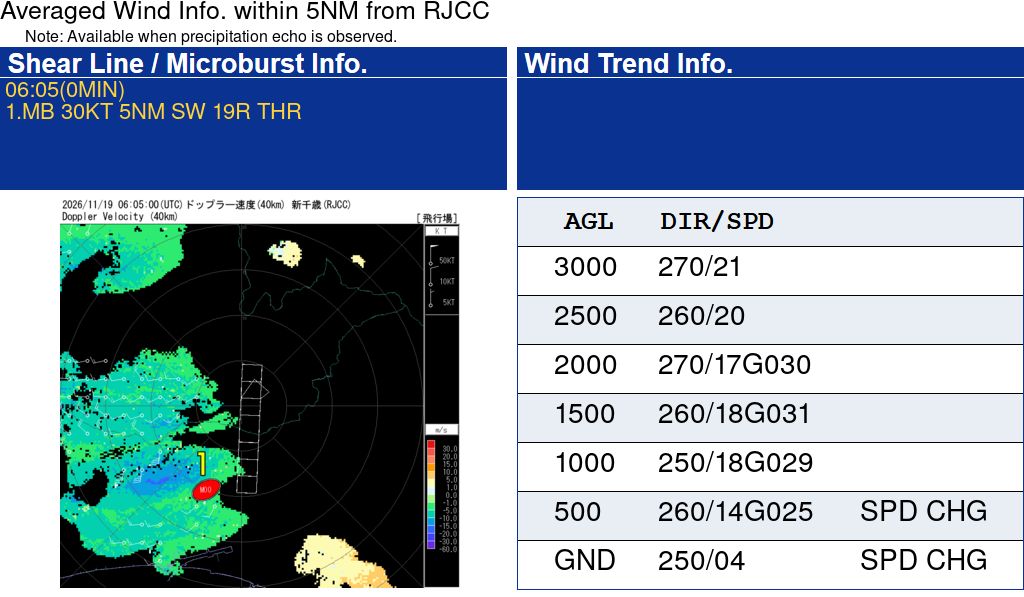 Averaged Wind Info. within 5NM from RJCC
Note: Available when precipitation echo is observed.
Shear Line / Microburst Info.
06:05(0MIN)
1.MB 30KT 5NM SW 19R THR
Wind Trend Info.
2026/11/19 06:05:00(UTC) ドップラー速度(40km) 新千歳(RJCC)
Doppler Velocity (40km)
[飛行場]
KT
50KT
10KT
5KT
1
m/s
30.0
20.0
15.0
10.0
5.0
1.0
0.0
-1.0
-5.0
-10.0
-15.0
-20.0
-30.0
-60.0
AGL DIR/SPD
3000 270/21
2500 260/20
2000 270/17G030
1500 260/18G031
1000 250/18G029
500 260/14G025 SPD CHG
GND 250/04 SPD CHG